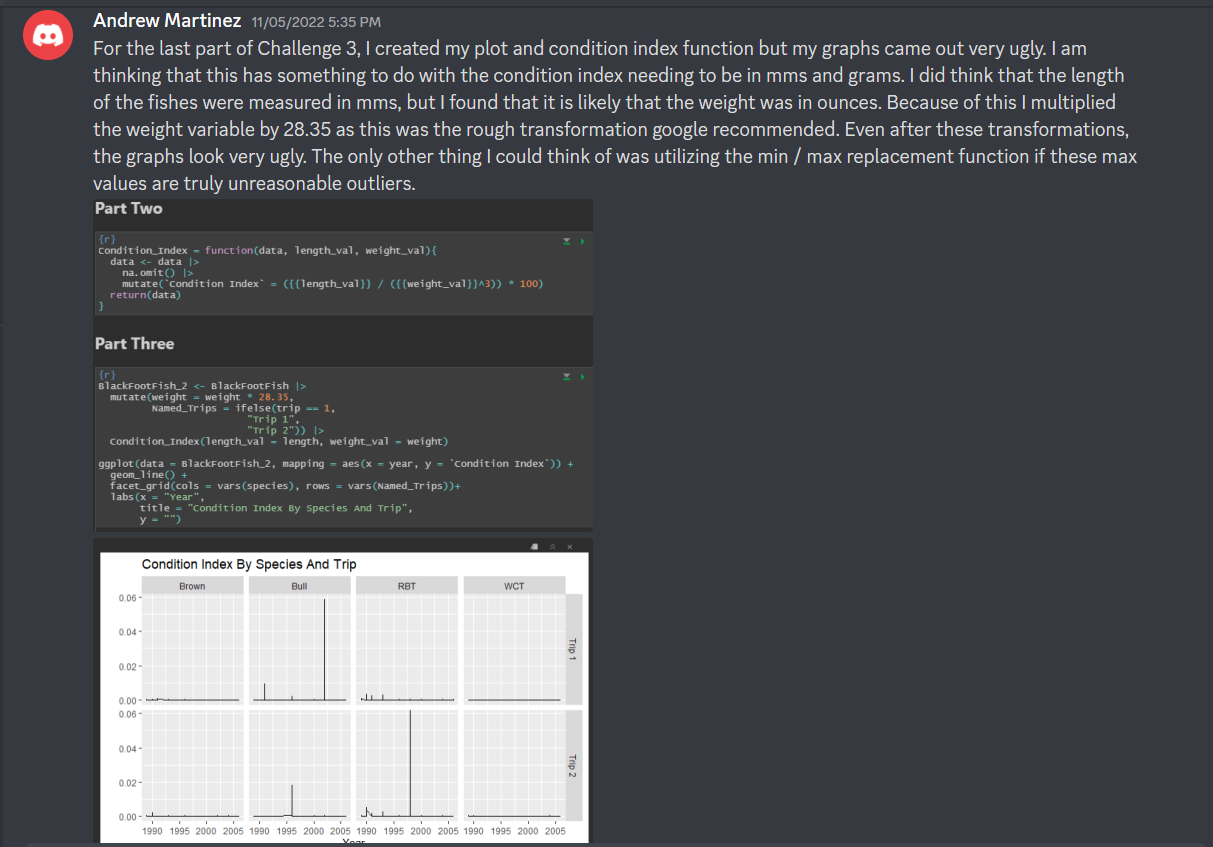 Andrew Martinez 11/05/2022 5:35 PM
For the last part of Challenge 3, I created my plot and condition index function but my graphs came out very ugly. I am
thinking that this has something to do with the condition index needing to be in mms and grams. I did think that the length
of the fishes were measured in mms, but I found that it is likely that the weight was in ounces. Because of this I multiplied
the weight variable by 28.35 as this was the rough transformation google recommended. Even after these transformations,
the graphs look very ugly. The only other thing I could think of was utilizing the min / max replacement function if these max
values are truly unreasonable outliers.
Part Two
{r}
Condition_Index = function(data, length_val, weight_val){
data <- data |>
na.omit() |>
mutate(`Condition Index` = ({{length_val}} / ({{weight_val}}^3)) * 100)
return(data)
}
Part Three
{r}
BlackFootFish_2 <- BlackFootFish |>
mutate(weight = weight * 28.35,
Named_Trips = ifelse(trip == 1,
"Trip 1",
"Trip 2")) |>
Condition_Index(length_val = length, weight_val = weight)
ggplot(data = BlackFootFish_2, mapping = aes(x = year, y = `Condition Index`)) +
geom_line() +
facet_grid(cols = vars(species), rows = vars(Named_Trips))+
labs(x = "Year",
title = "Condition Index By Species And Trip",
y = "")
Condition Index By Species And Trip
Brown Bull RBT WCT
0.06
0.04
0.02
0.00
Trip 1
0.06
0.04
0.02
0.00
Trip 2
1990 1995 2000 2005 1990 1995 2000 2005 1990 1995 2000 2005 1990 1995 2000 2005
Year